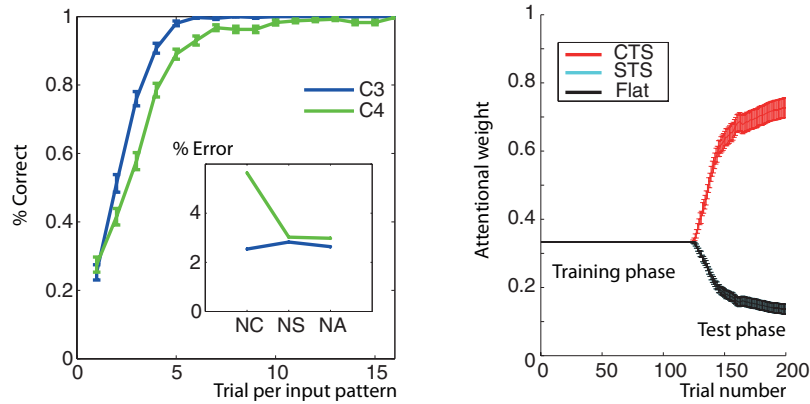 1
0.8
0.6
0.4
0.2
0
% Correct
C3
C4
% Error
4
2
0
NC NS NA
0 5 10 15
Trial per input pattern
1
0.8
0.6
0.4
0.2
0
Attentional weight
CTS
STS
Flat
Training phase
Test phase
0 50 100 150 200
Trial number